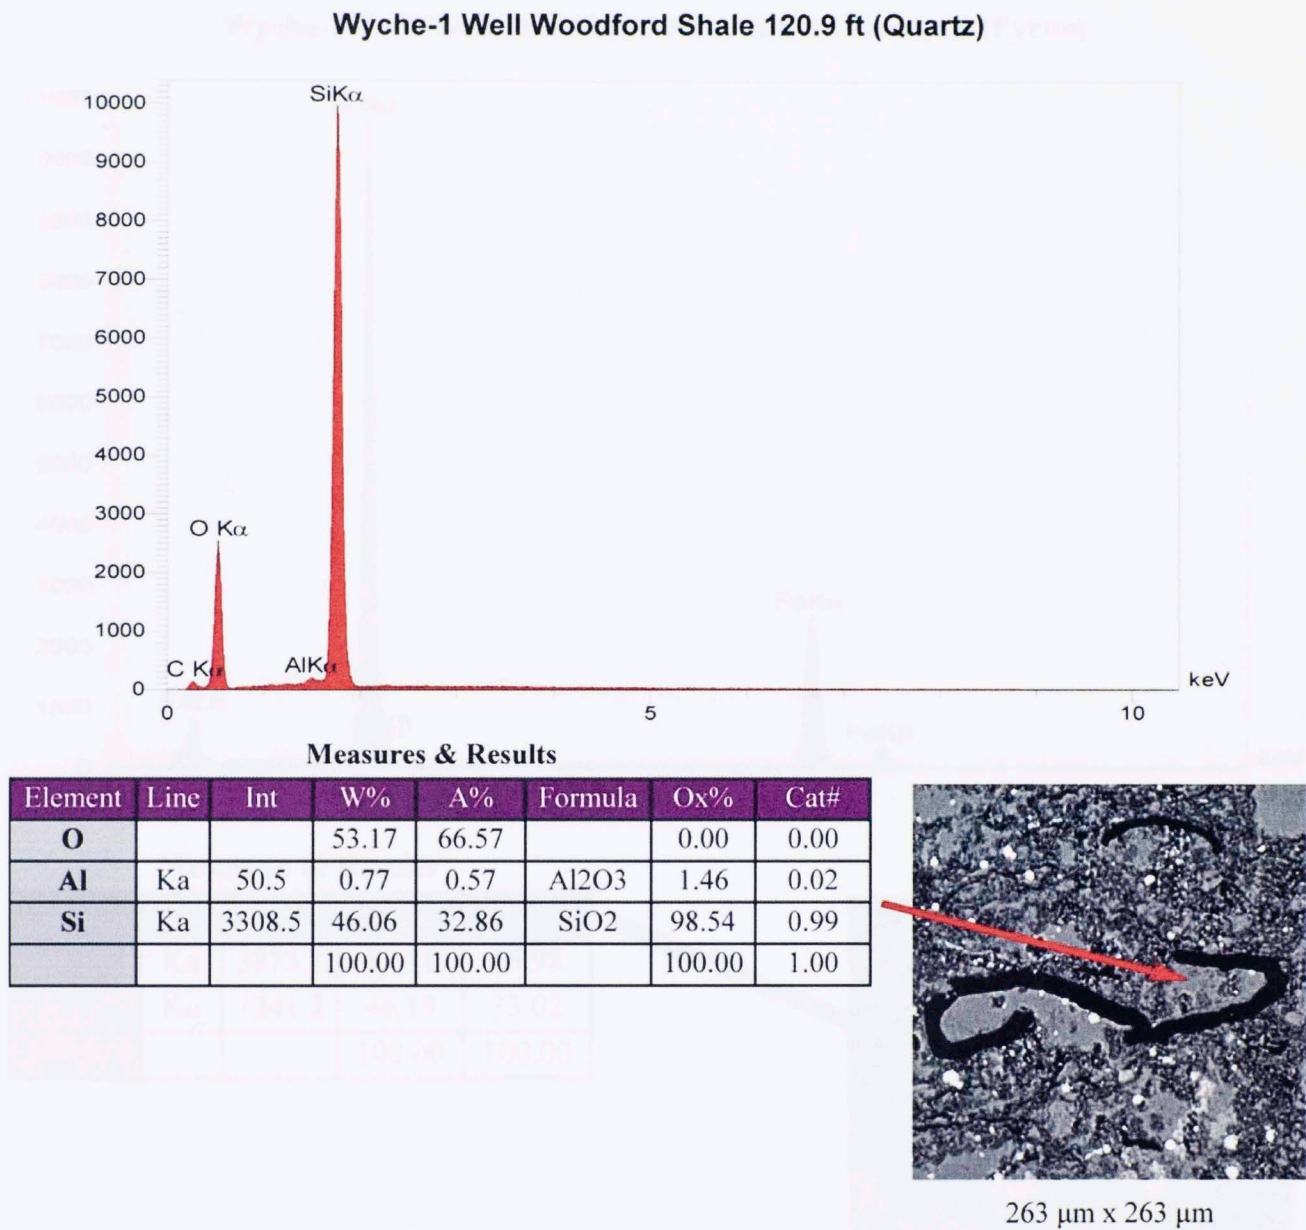 Wyche-1 Well Woodford Shale 120.9 ft (Quartz)
10000
9000
8000
7000
6000
5000
4000
3000
2000
1000
0
SiKα
O Kα
C Kα
AlKα
keV
0 5 10
Measures & Results
Element Line Int W% A% Formula Ox% Cat#
O 53.17 66.57 0.00 0.00
Al Ka 50.5 0.77 0.57 Al2O3 1.46 0.02
Si Ka 3308.5 46.06 32.86 SiO2 98.54 0.99
100.00 100.00 100.00 1.00
263 µm x 263 µm